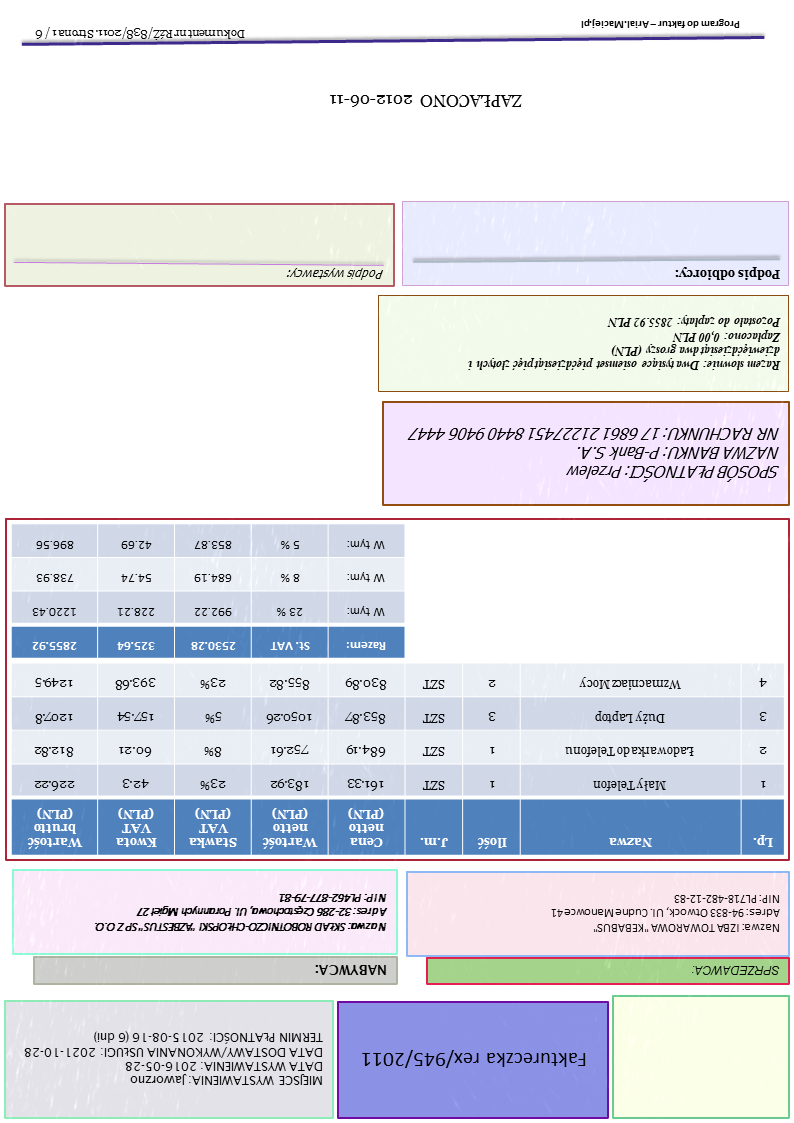 Faktureczka rex/945/2011
MIEJSCE WYSTAWIENIA: Jaworzno
DATA WYSTAWIENIA: 2016-05-28
DATA DOSTAWY/WYKONANIA USŁUGI: 2021-10-28
TERMIN PŁATNOŚCI: 2015-08-16 (6 dni)
SPRZEDAWCA:
Nazwa: IZBA TOWAROWA "KEBABUS"
Adres: 94-833 Otwock, Ul. Cudne Manowce 41
NIP: PL718-482-12-83
NABYWCA:
Nazwa: SKŁAD ROBOTNICZO-CHŁOPSKI "AZBESTUS" SP Z O.O.
Adres: 32-286 Częstochowa, Ul. Porannych Mgieł 27
NIP: PL462-877-79-81
Lp. Nazwa Ilość J.m. Cena netto (PLN) Wartość netto (PLN) Stawka VAT (PLN) Kwota VAT (PLN) Wartość brutto (PLN)
1 Mały Telefon 1 SZT 161.33 183.92 23% 42.3 226.22
2 Ładowarka do Telefonu 1 SZT 684.19 752.61 8% 60.21 812.82
3 Duży Laptop 3 SZT 853.87 1050.26 5% 157.54 1207.8
4 Wzmacniacz Mocy 2 SZT 830.89 855.82 23% 393.68 1249.5
Razem: St. VAT 2530.28 325.64 2855.92
W tym: 23 % 992.22 228.21 1220.43
W tym: 8 % 684.19 54.74 738.93
W tym: 5 % 853.87 42.69 896.56
SPOSÓB PŁATNOŚCI: Przelew
NAZWA BANKU: P-Bank S.A.
NR RACHUNKU: 17 6861 21227451 8440 9406 4447
Razem słownie: Dwa tysiące osiemset pięćdziesiąt pięć złotych i
dziewięćdziesiąt dwa groszy (PLN)
Zapłacono: 0,00 PLN
Pozostało do zapłaty: 2855.92 PLN
Podpis odbiorcy:
Podpis wystawcy:
ZAPŁACONO 2012-06-11
Program do faktur – Arial.Maciej.pl
Dokument nr RŻŹ/838/2011. Strona 1 / 6